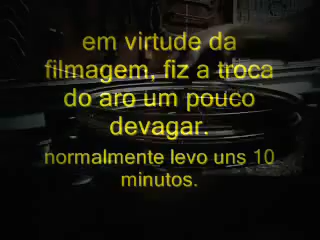 em virtude da
filmagem, fiz a troca
do aro um pouco
devagar.
normalmente levo uns 10
minutos.